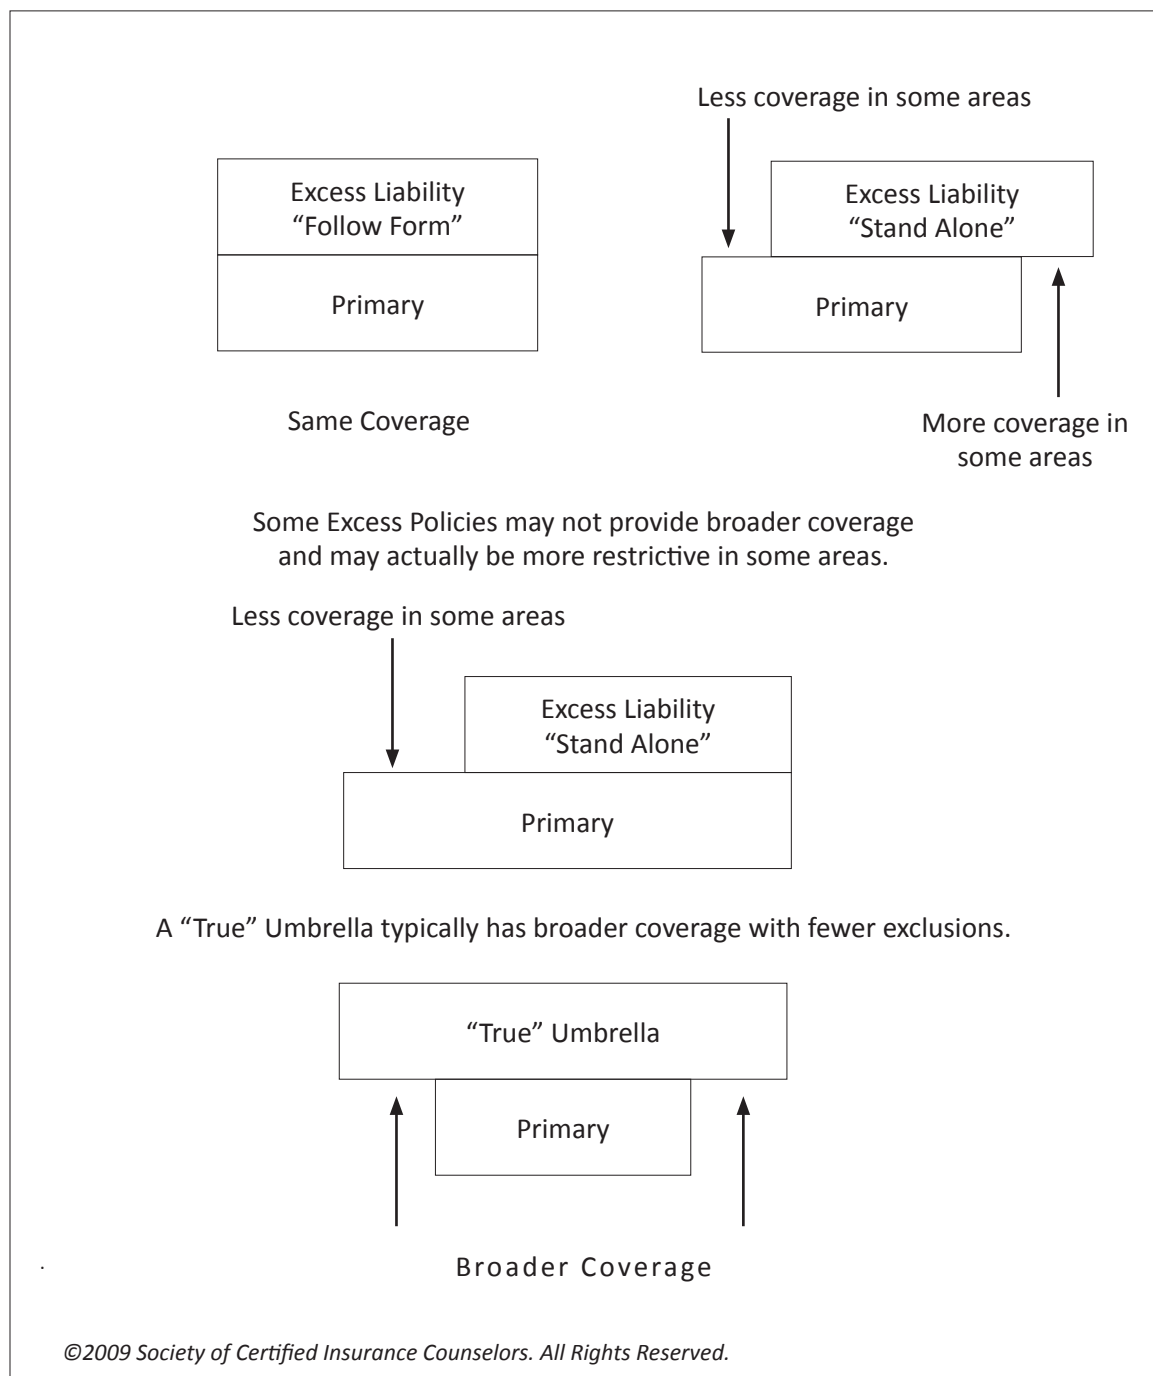 Less coverage in some areas
Excess Liability
“Follow Form”
Primary
Same Coverage
Excess Liability
“Stand Alone”
Primary
More coverage in
some areas
Some Excess Policies may not provide broader coverage
and may actually be more restrictive in some areas.
Less coverage in some areas
Excess Liability
“Stand Alone”
Primary
A “True” Umbrella typically has broader coverage with fewer exclusions.
“True” Umbrella
Primary
Broader Coverage
.
©2009 Society of Certified Insurance Counselors. All Rights Reserved.